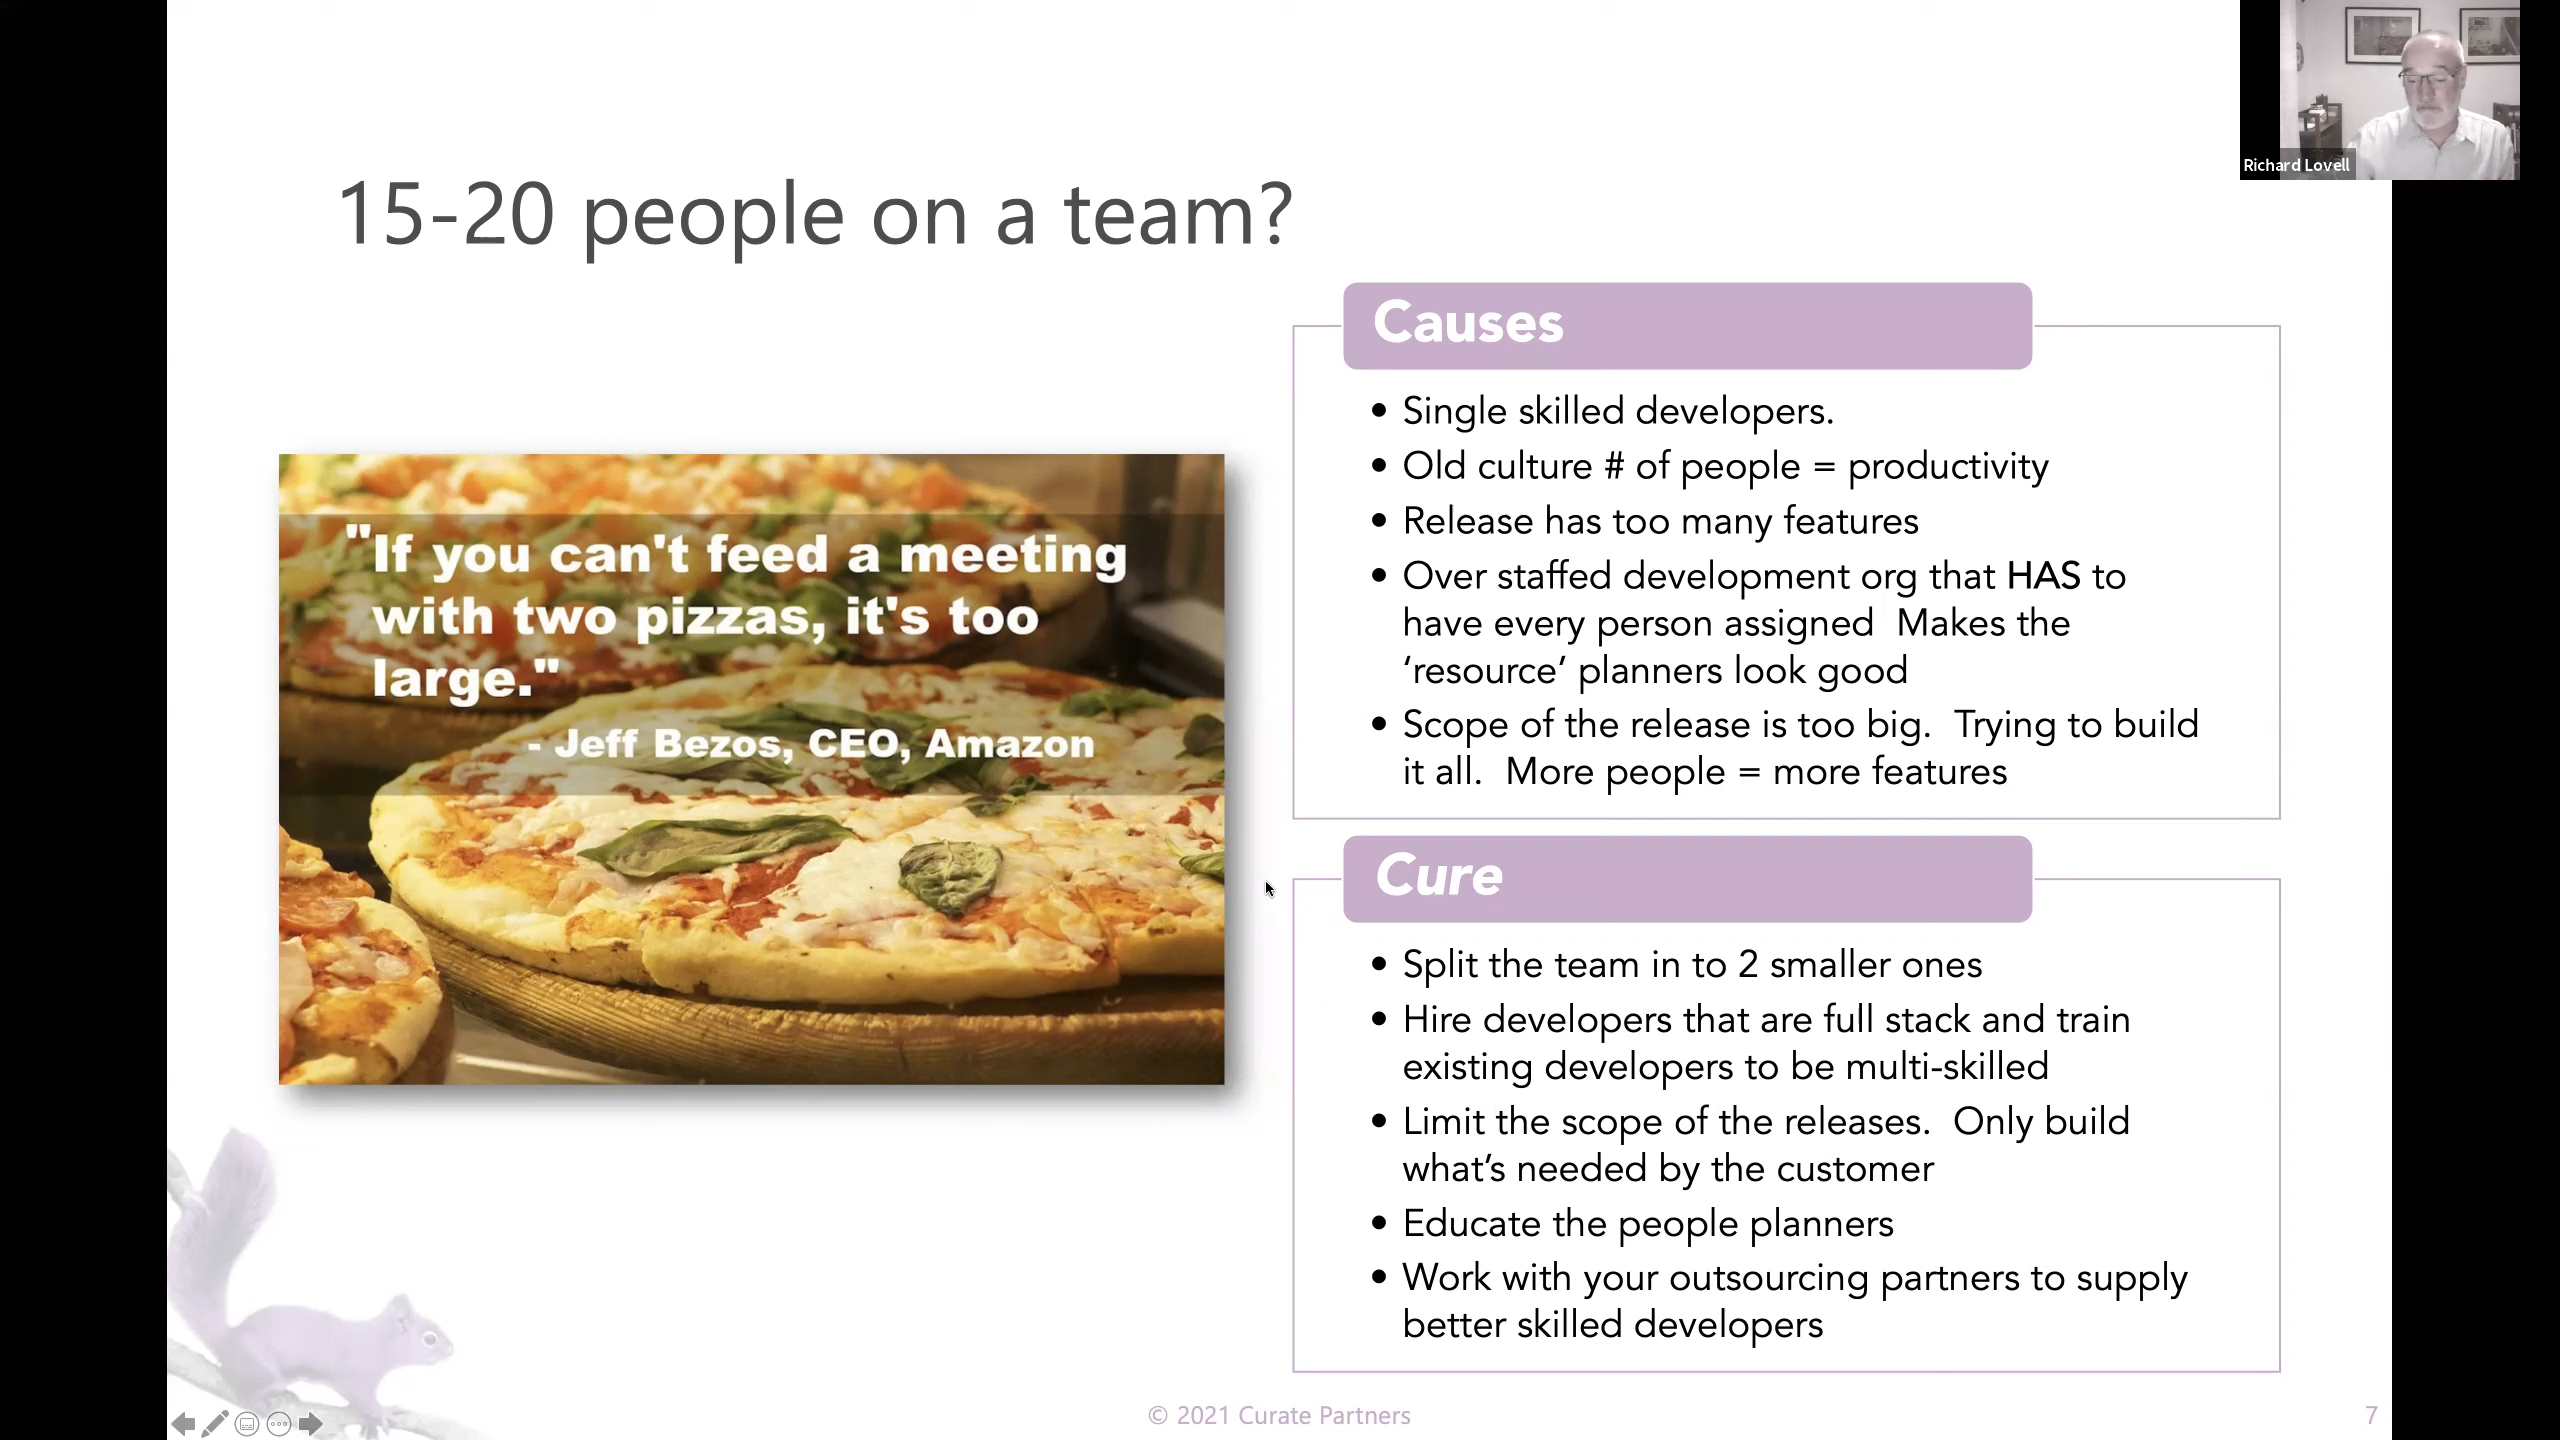 Richard Lovell
15-20 people on a team?
"If you can't feed a meeting
with two pizzas, it's too
large."
- Jeff Bezos, CEO, Amazon
Causes
• Single skilled developers.
• Old culture # of people = productivity
• Release has too many features
• Over staffed development org that HAS to
have every person assigned  Makes the
‘resource’ planners look good
• Scope of the release is too big.  Trying to build
it all.  More people = more features
Cure
• Split the team in to 2 smaller ones
• Hire developers that are full stack and train
existing developers to be multi-skilled
• Limit the scope of the releases.  Only build
what’s needed by the customer
• Educate the people planners
• Work with your outsourcing partners to supply
better skilled developers
© 2021 Curate Partners
7